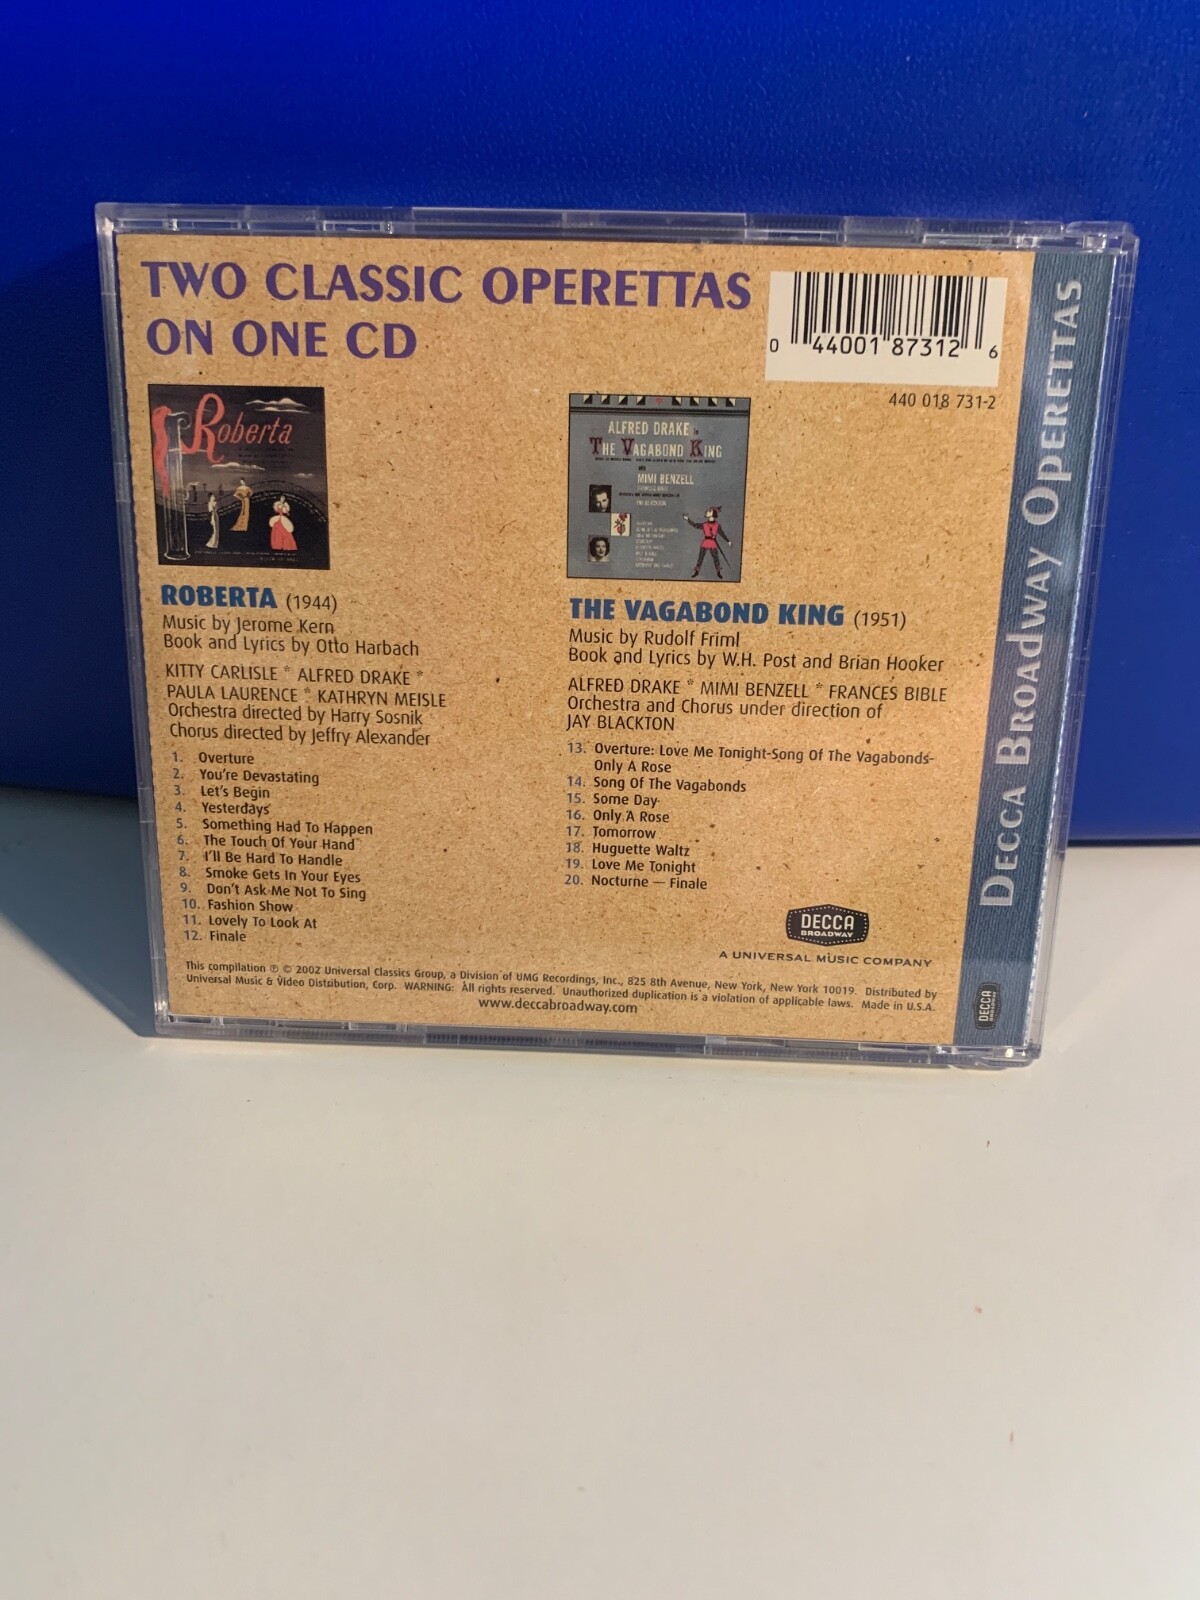 TWO CLASSIC OPERETTAS
ON ONE CD
0 44001 87312 6
440 018 731-2
Roberta
ROBERTA (1944)
Music by Jerome Kern
Book and Lyrics by Otto Harbach
KITTY CARLISLE * ALFRED DRAKE *
PAULA LAURENCE * KATHRYN MEISLE
Orchestra directed by Harry Sosnik
Chorus directed by Jeffry Alexander
1. Overture
2. You're Devastating
3. Let's Begin
4. Yesterdays
5. Something Had To Happen
6. The Touch Of Your Hand
7. I'll Be Hard To Handle
8. Smoke Gets In Your Eyes
9. Don't Ask Me Not To Sing
10. Fashion Show
11. Lovely To Look At
12. Finale
ALFRED DRAKE in
THE VAGABOND KING
MIMI BENZELL
THE VAGABOND KING (1951)
Music by Rudolf Friml
Book and Lyrics by W.H. Post and Brian Hooker
ALFRED DRAKE * MIMI BENZELL * FRANCES BIBLE
Orchestra and Chorus under direction of
JAY BLACKTON
13. Overture: Love Me Tonight-Song Of The Vagabonds-
Only A Rose
14. Song Of The Vagabonds
15. Some Day
16. Only A Rose
17. Tomorrow
18. Huguette Waltz
19. Love Me Tonight
20. Nocturne — Finale
DECCA
BROADWAY
A UNIVERSAL MUSIC COMPANY
This compilation ℗ © 2002 Universal Classics Group, a Division of UMG Recordings, Inc., 825 8th Avenue, New York, New York 10019. Distributed by
Universal Music & Video Distribution, Corp. WARNING: All rights reserved. Unauthorized duplication is a violation of applicable laws. Made in U.S.A.
www.deccabroadway.com
DECCA BROADWAY OPERETTAS
DECCA
BROADWAY